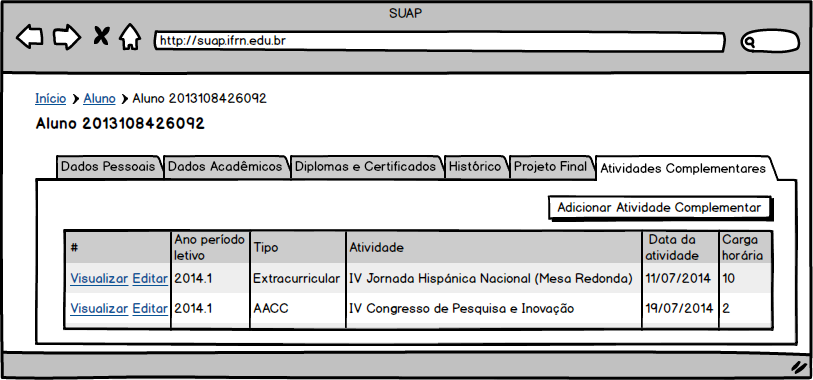 SUAP
http://suap.ifrn.edu.br
Início Aluno Aluno 2013108426092
Aluno 2013108426092
Dados Pessoais Dados Acadêmicos Diplomas e Certificados Histórico Projeto Final Atividades Complementares
Adicionar Atividade Complementar
# Ano período letivo Tipo Atividade Data da atividade Carga horária
Visualizar Editar 2014.1 Extracurricular IV Jornada Hispánica Nacional (Mesa Redonda) 11/07/2014 10
Visualizar Editar 2014.1 AACC IV Congresso de Pesquisa e Inovação 19/07/2014 2